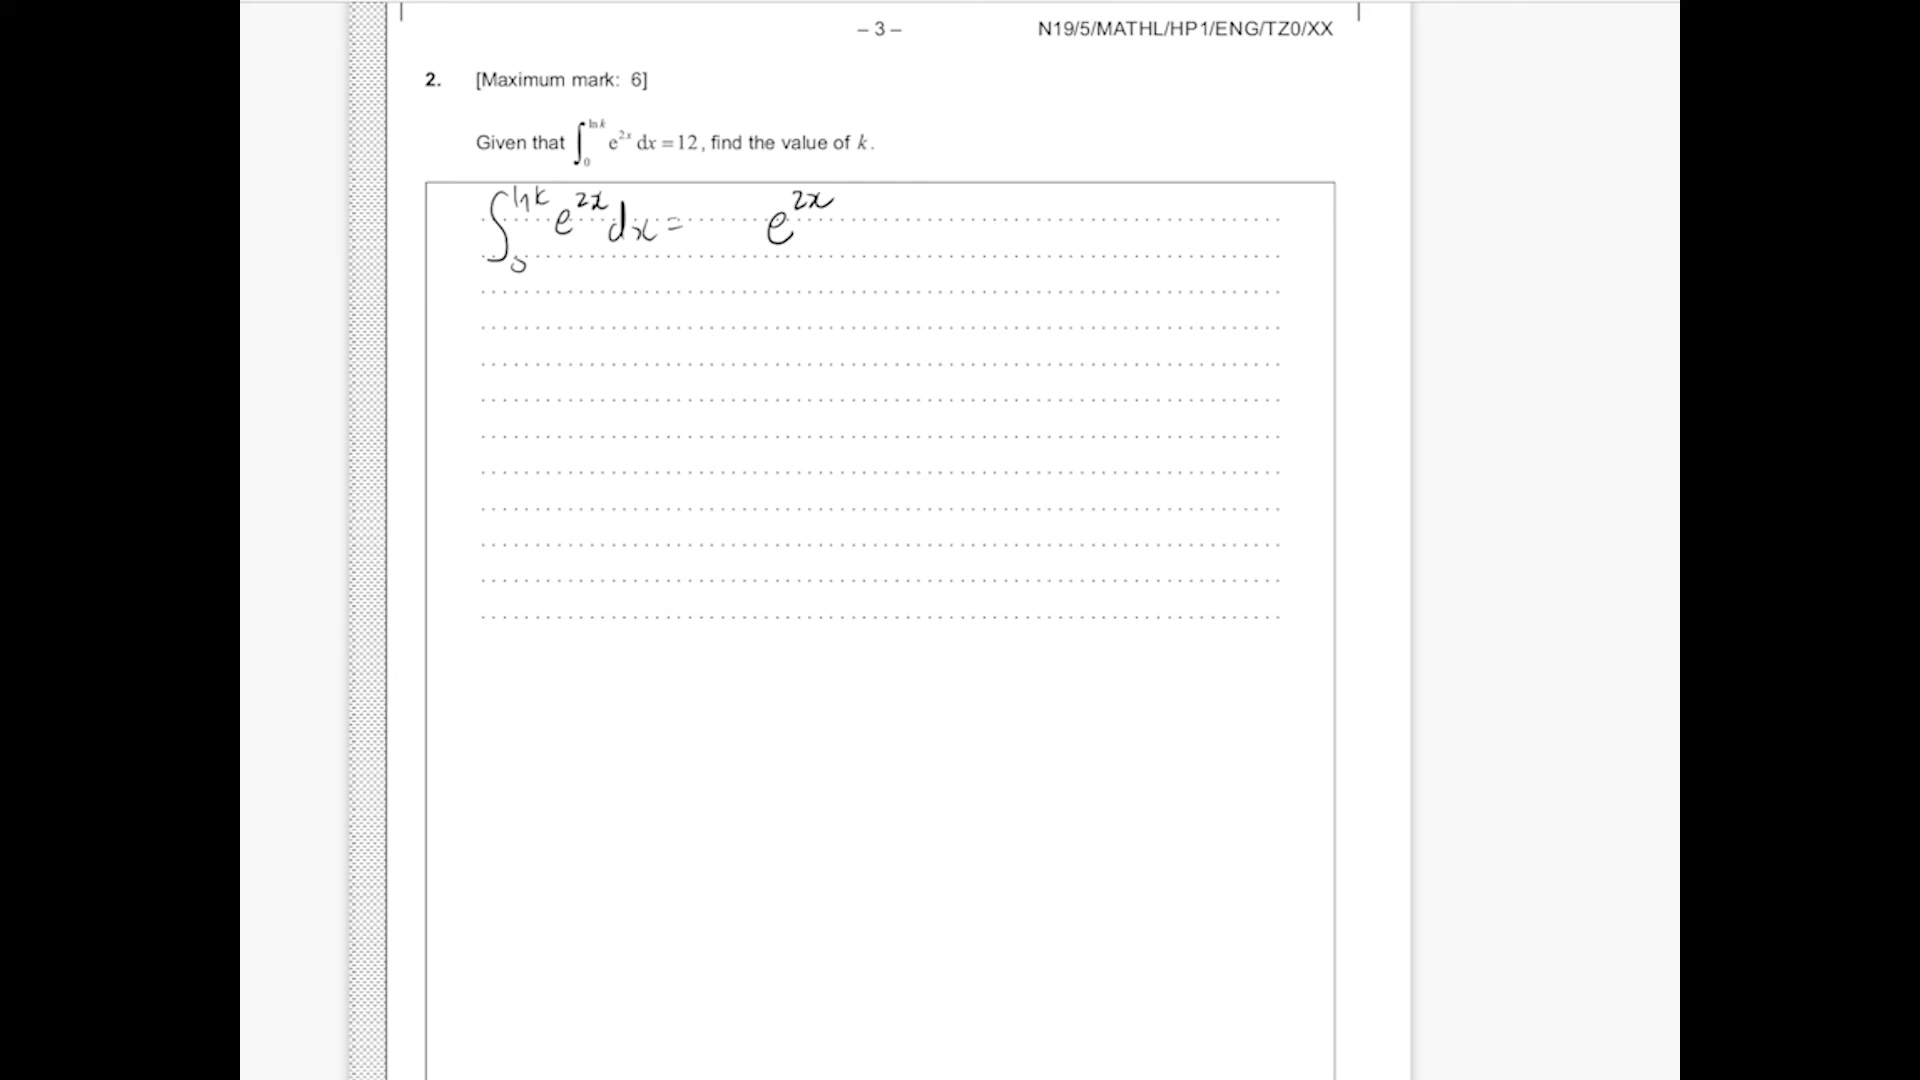 – 3 –
N19/5/MATHL/HP1/ENG/TZ0/XX
2. [Maximum mark: 6]
Given that ∫₀^{ln k} e^{2x} dx = 12, find the value of k.
∫₀^{ln k} e^{2x} dx = e^{2x}